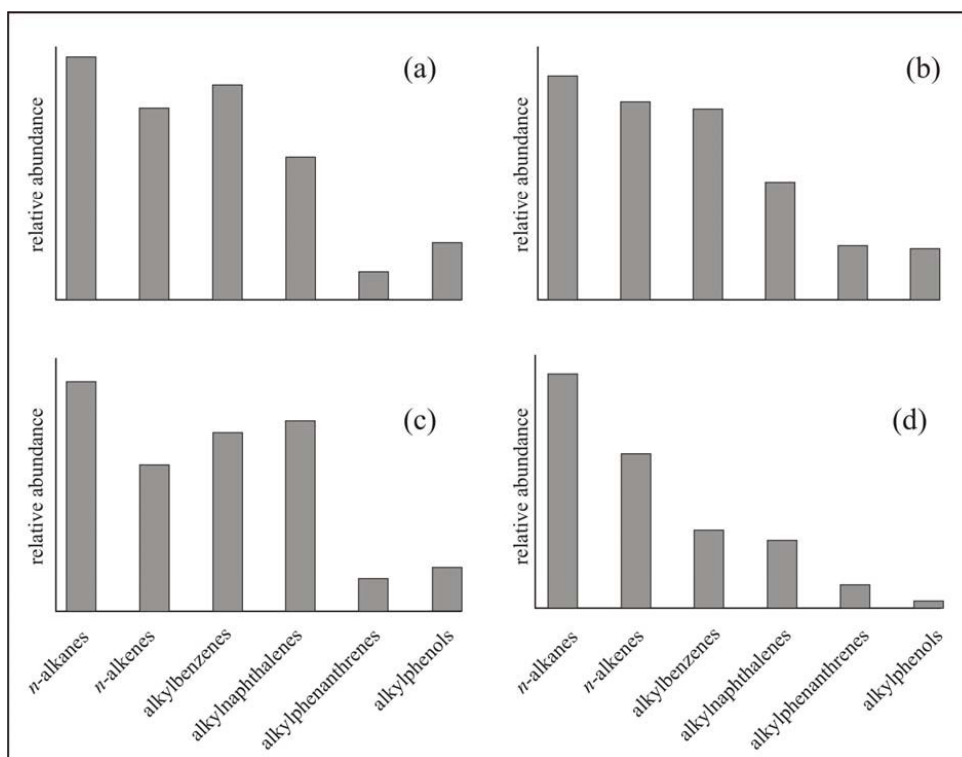 (a)
relative abundance
(b)
relative abundance
(c)
relative abundance
(d)
relative abundance
n-alkanes
n-alkenes
alkylbenzenes
alkylnaphthalenes
alkylphenanthrenes
alkylphenols
n-alkanes
n-alkenes
alkylbenzenes
alkylnaphthalenes
alkylphenanthrenes
alkylphenols